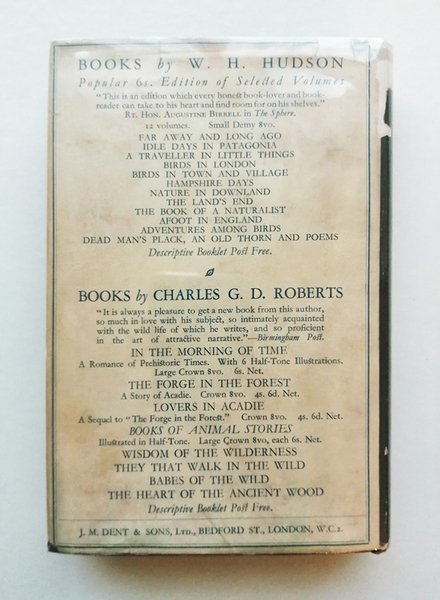 BOOKS by W. H. HUDSON
Popular 6s. Edition of Selected Volumes
"This is an edition which every honest book-lover and book-
reader can take to his heart and find room for on his shelves."
RT. HON. AUGUSTINE BIRRELL in The Sphere.
12 volumes. Small Demy 8vo.
FAR AWAY AND LONG AGO
IDLE DAYS IN PATAGONIA
A TRAVELLER IN LITTLE THINGS
BIRDS IN LONDON
BIRDS IN TOWN AND VILLAGE
HAMPSHIRE DAYS
NATURE IN DOWNLAND
THE LAND'S END
THE BOOK OF A NATURALIST
AFOOT IN ENGLAND
ADVENTURES AMONG BIRDS
DEAD MAN'S PLACK, AN OLD THORN AND POEMS
Descriptive Booklet Post Free.
BOOKS by CHARLES G. D. ROBERTS
"It is always a pleasure to get a new book from this author,
so much in love with his subject, so intimately acquainted
with the wild life of which he writes, and so proficient
in the art of attractive narrative."—Birmingham Post.
IN THE MORNING OF TIME
A Romance of Prehistoric Times. With 6 Half-Tone Illustrations.
Large Crown 8vo. 6s. Net.
THE FORGE IN THE FOREST
A Story of Acadie. Crown 8vo. 4s. 6d. Net.
LOVERS IN ACADIE
A Sequel to "The Forge in the Forest." Crown 8vo. 4s. 6d. Net.
BOOKS OF ANIMAL STORIES
Illustrated in Half-Tone. Large Crown 8vo, each 6s. Net.
WISDOM OF THE WILDERNESS
THEY THAT WALK IN THE WILD
BABES OF THE WILD
THE HEART OF THE ANCIENT WOOD
Descriptive Booklet Post Free.
J. M. DENT & SONS, LTD., BEDFORD ST., LONDON, W.C.2.